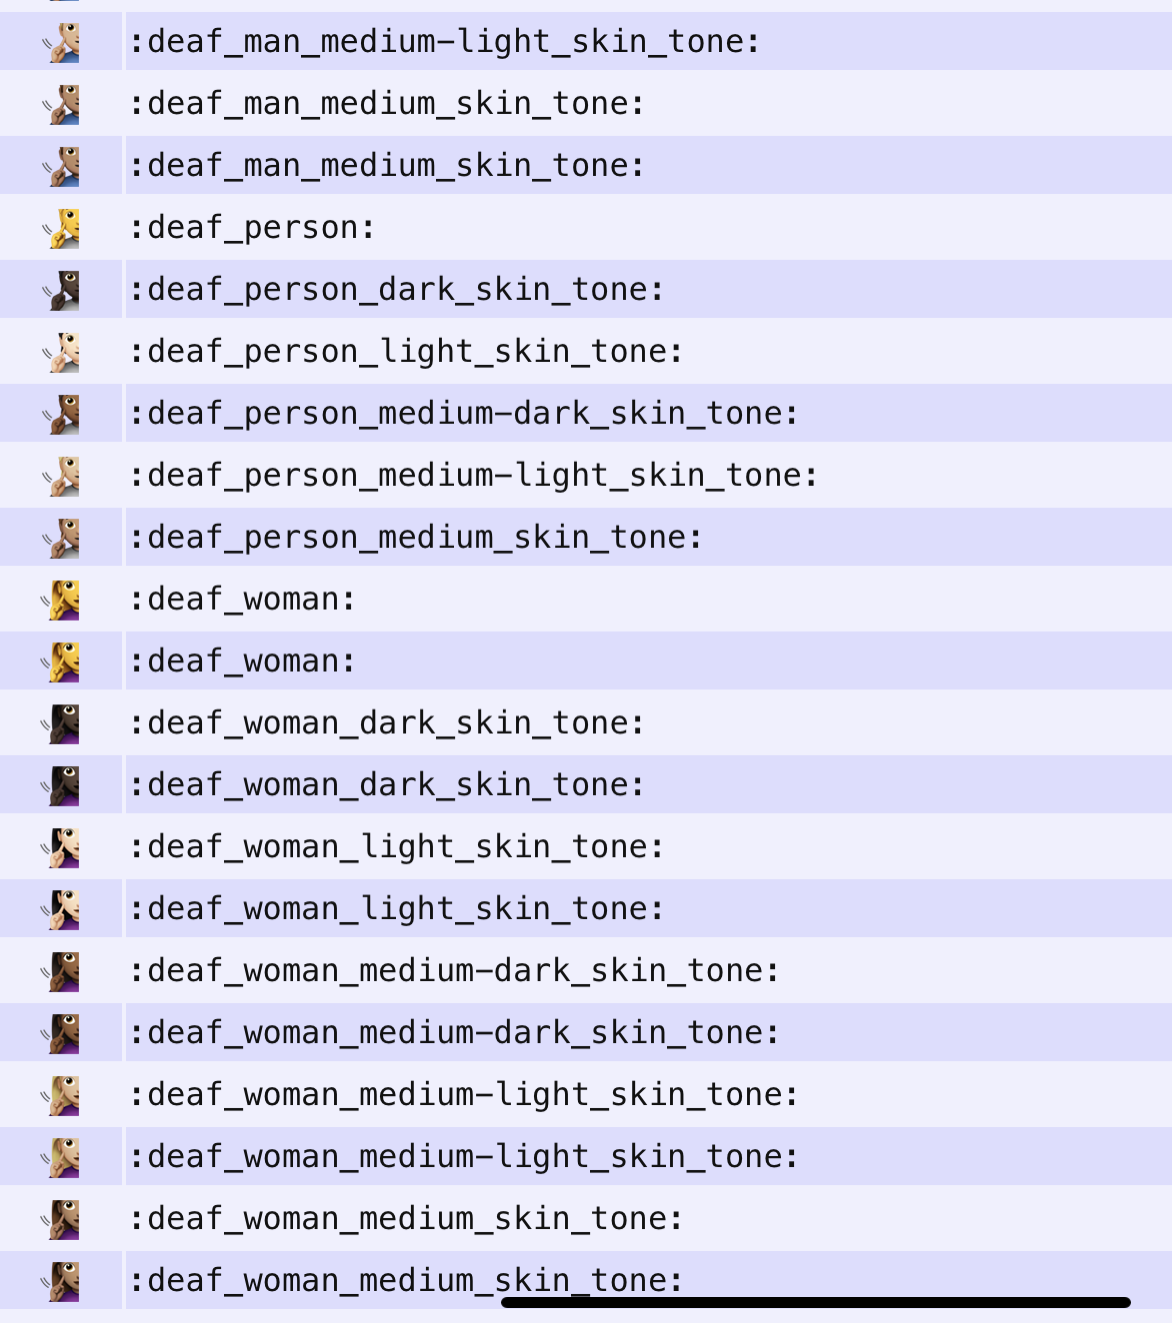 :deaf_man_medium-light_skin_tone:
:deaf_man_medium_skin_tone:
:deaf_man_medium_skin_tone:
:deaf_person:
:deaf_person_dark_skin_tone:
:deaf_person_light_skin_tone:
:deaf_person_medium-dark_skin_tone:
:deaf_person_medium-light_skin_tone:
:deaf_person_medium_skin_tone:
:deaf_woman:
:deaf_woman:
:deaf_woman_dark_skin_tone:
:deaf_woman_dark_skin_tone:
:deaf_woman_light_skin_tone:
:deaf_woman_light_skin_tone:
:deaf_woman_medium-dark_skin_tone:
:deaf_woman_medium-dark_skin_tone:
:deaf_woman_medium-light_skin_tone:
:deaf_woman_medium-light_skin_tone:
:deaf_woman_medium_skin_tone:
:deaf_woman_medium_skin_tone: